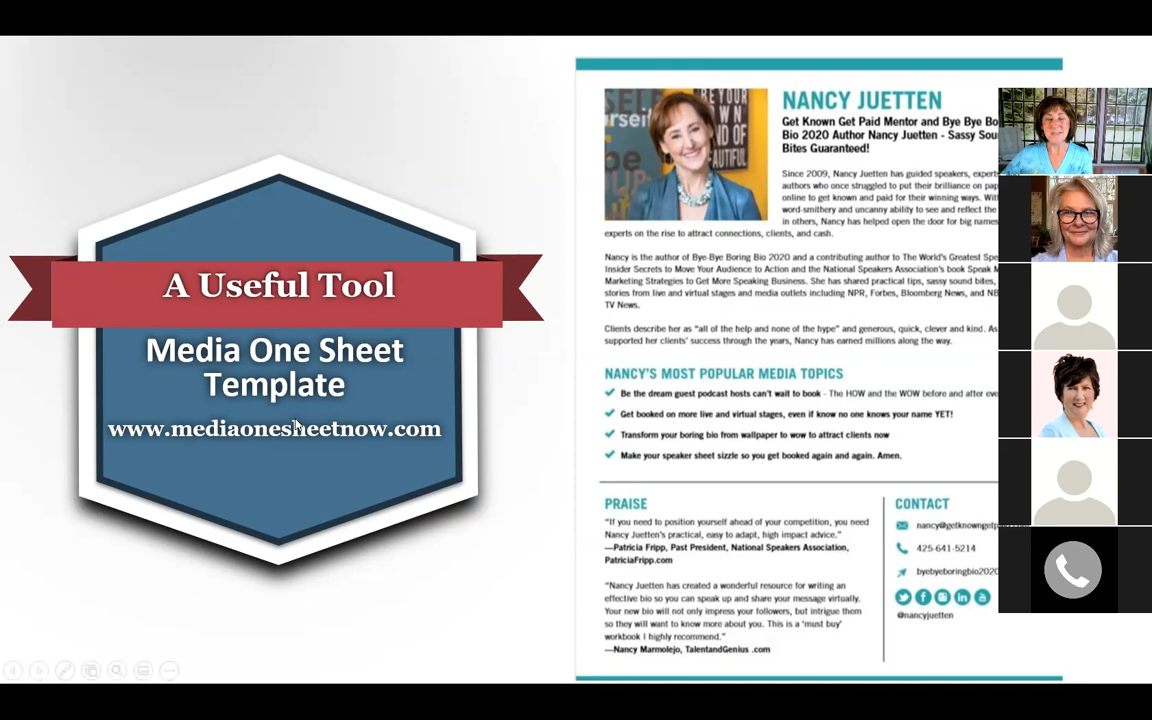 A Useful Tool
Media One Sheet
Template
www.mediaonesheetnow.com
NANCY JUETTEN
Get Known Get Paid Mentor and Bye Bye
Bio 2020 Author Nancy Juetten - Sassy
Bites Guaranteed!
Since 2009, Nancy Juetten has guided speakers,
authors who once struggled to put their brilliance on
online to get known and paid for their winning ways.
word-smithery and uncanny ability to see and reflect the
in others, Nancy has helped open the door for big names
experts on the rise to attract connections, clients, and cash.
Nancy is the author of Bye-Bye Boring Bio 2020 and a contributing author to The World's Greatest
Insider Secrets to Move Your Audience to Action and the National Speakers Association's book Speak
Marketing Strategies to Get More Speaking Business. She has shared practical tips, sassy sound bites,
stories from live and virtual stages and media outlets including NPR, Forbes, Bloomberg News, and
TV News.
Clients describe her as “all of the help and none of the hype” and generous, quick, clever and kind. As
supported her clients' success through the years, Nancy has earned millions along the way.
NANCY'S MOST POPULAR MEDIA TOPICS
Be the dream guest podcast hosts can't wait to book - The HOW and the WOW before and after
Get booked on more live and virtual stages, even if know no one knows your name YET!
Transform your boring bio from wallpaper to wow to attract clients now
Make your speaker sheet sizzle so you get booked again and again. Amen.
PRAISE
“If you need to position yourself ahead of your competition, you need
Nancy Juetten's practical, easy to adapt, high impact advice.”
—Patricia Fripp, Past President, National Speakers Association,
PatriciaFripp.com
“Nancy Juetten has created a wonderful resource for writing an
effective bio so you can speak up and share your message virtually.
Your new bio will not only impress your followers, but intrigue them
so they will want to know more about you. This is a ‘must buy’
workbook I highly recommend.”
—Nancy Marmolejo, TalentandGenius .com
CONTACT
425-641-5214
byebyeboringbio2020
@nancyjuetten